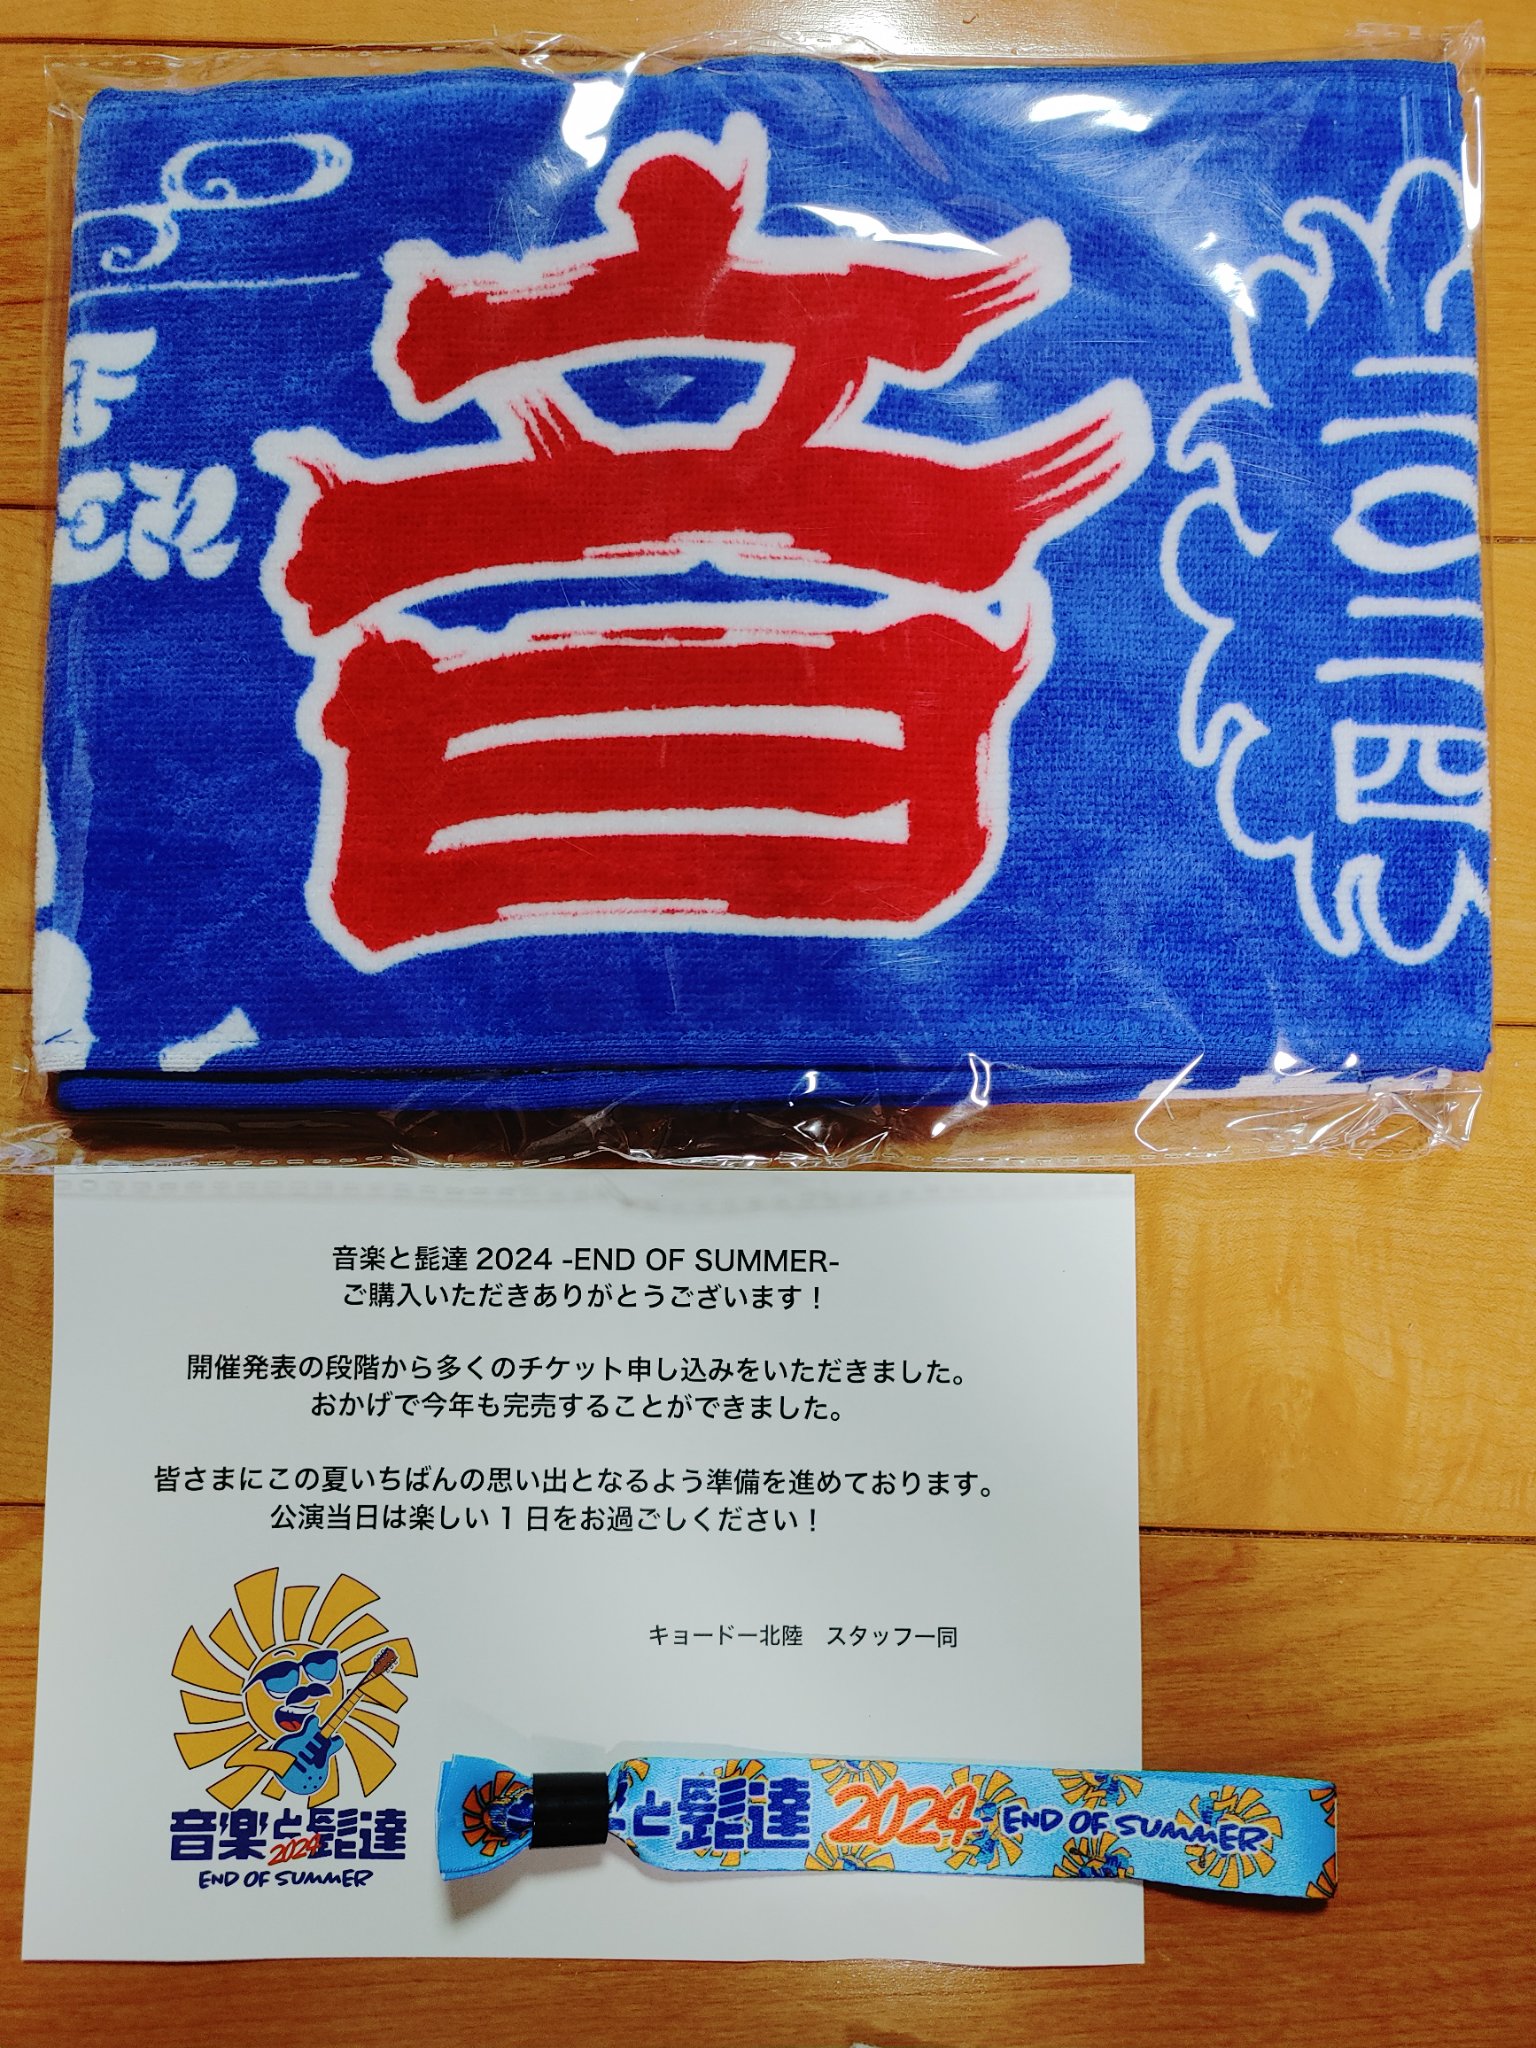 音
音楽と髭達 2024 -END OF SUMMER-
ご購入いただきありがとうございます！
開催発表の段階から多くのチケット申し込みをいただきました。
おかげで今年も完売することができました。
皆さまにこの夏いちばんの思い出となるよう準備を進めております。
公演当日は楽しい 1 日をお過ごしください！
キョードー北陸　スタッフ一同
音楽と髭達
2024
END OF SUMMER
と髭達 2024 END OF SUMMER